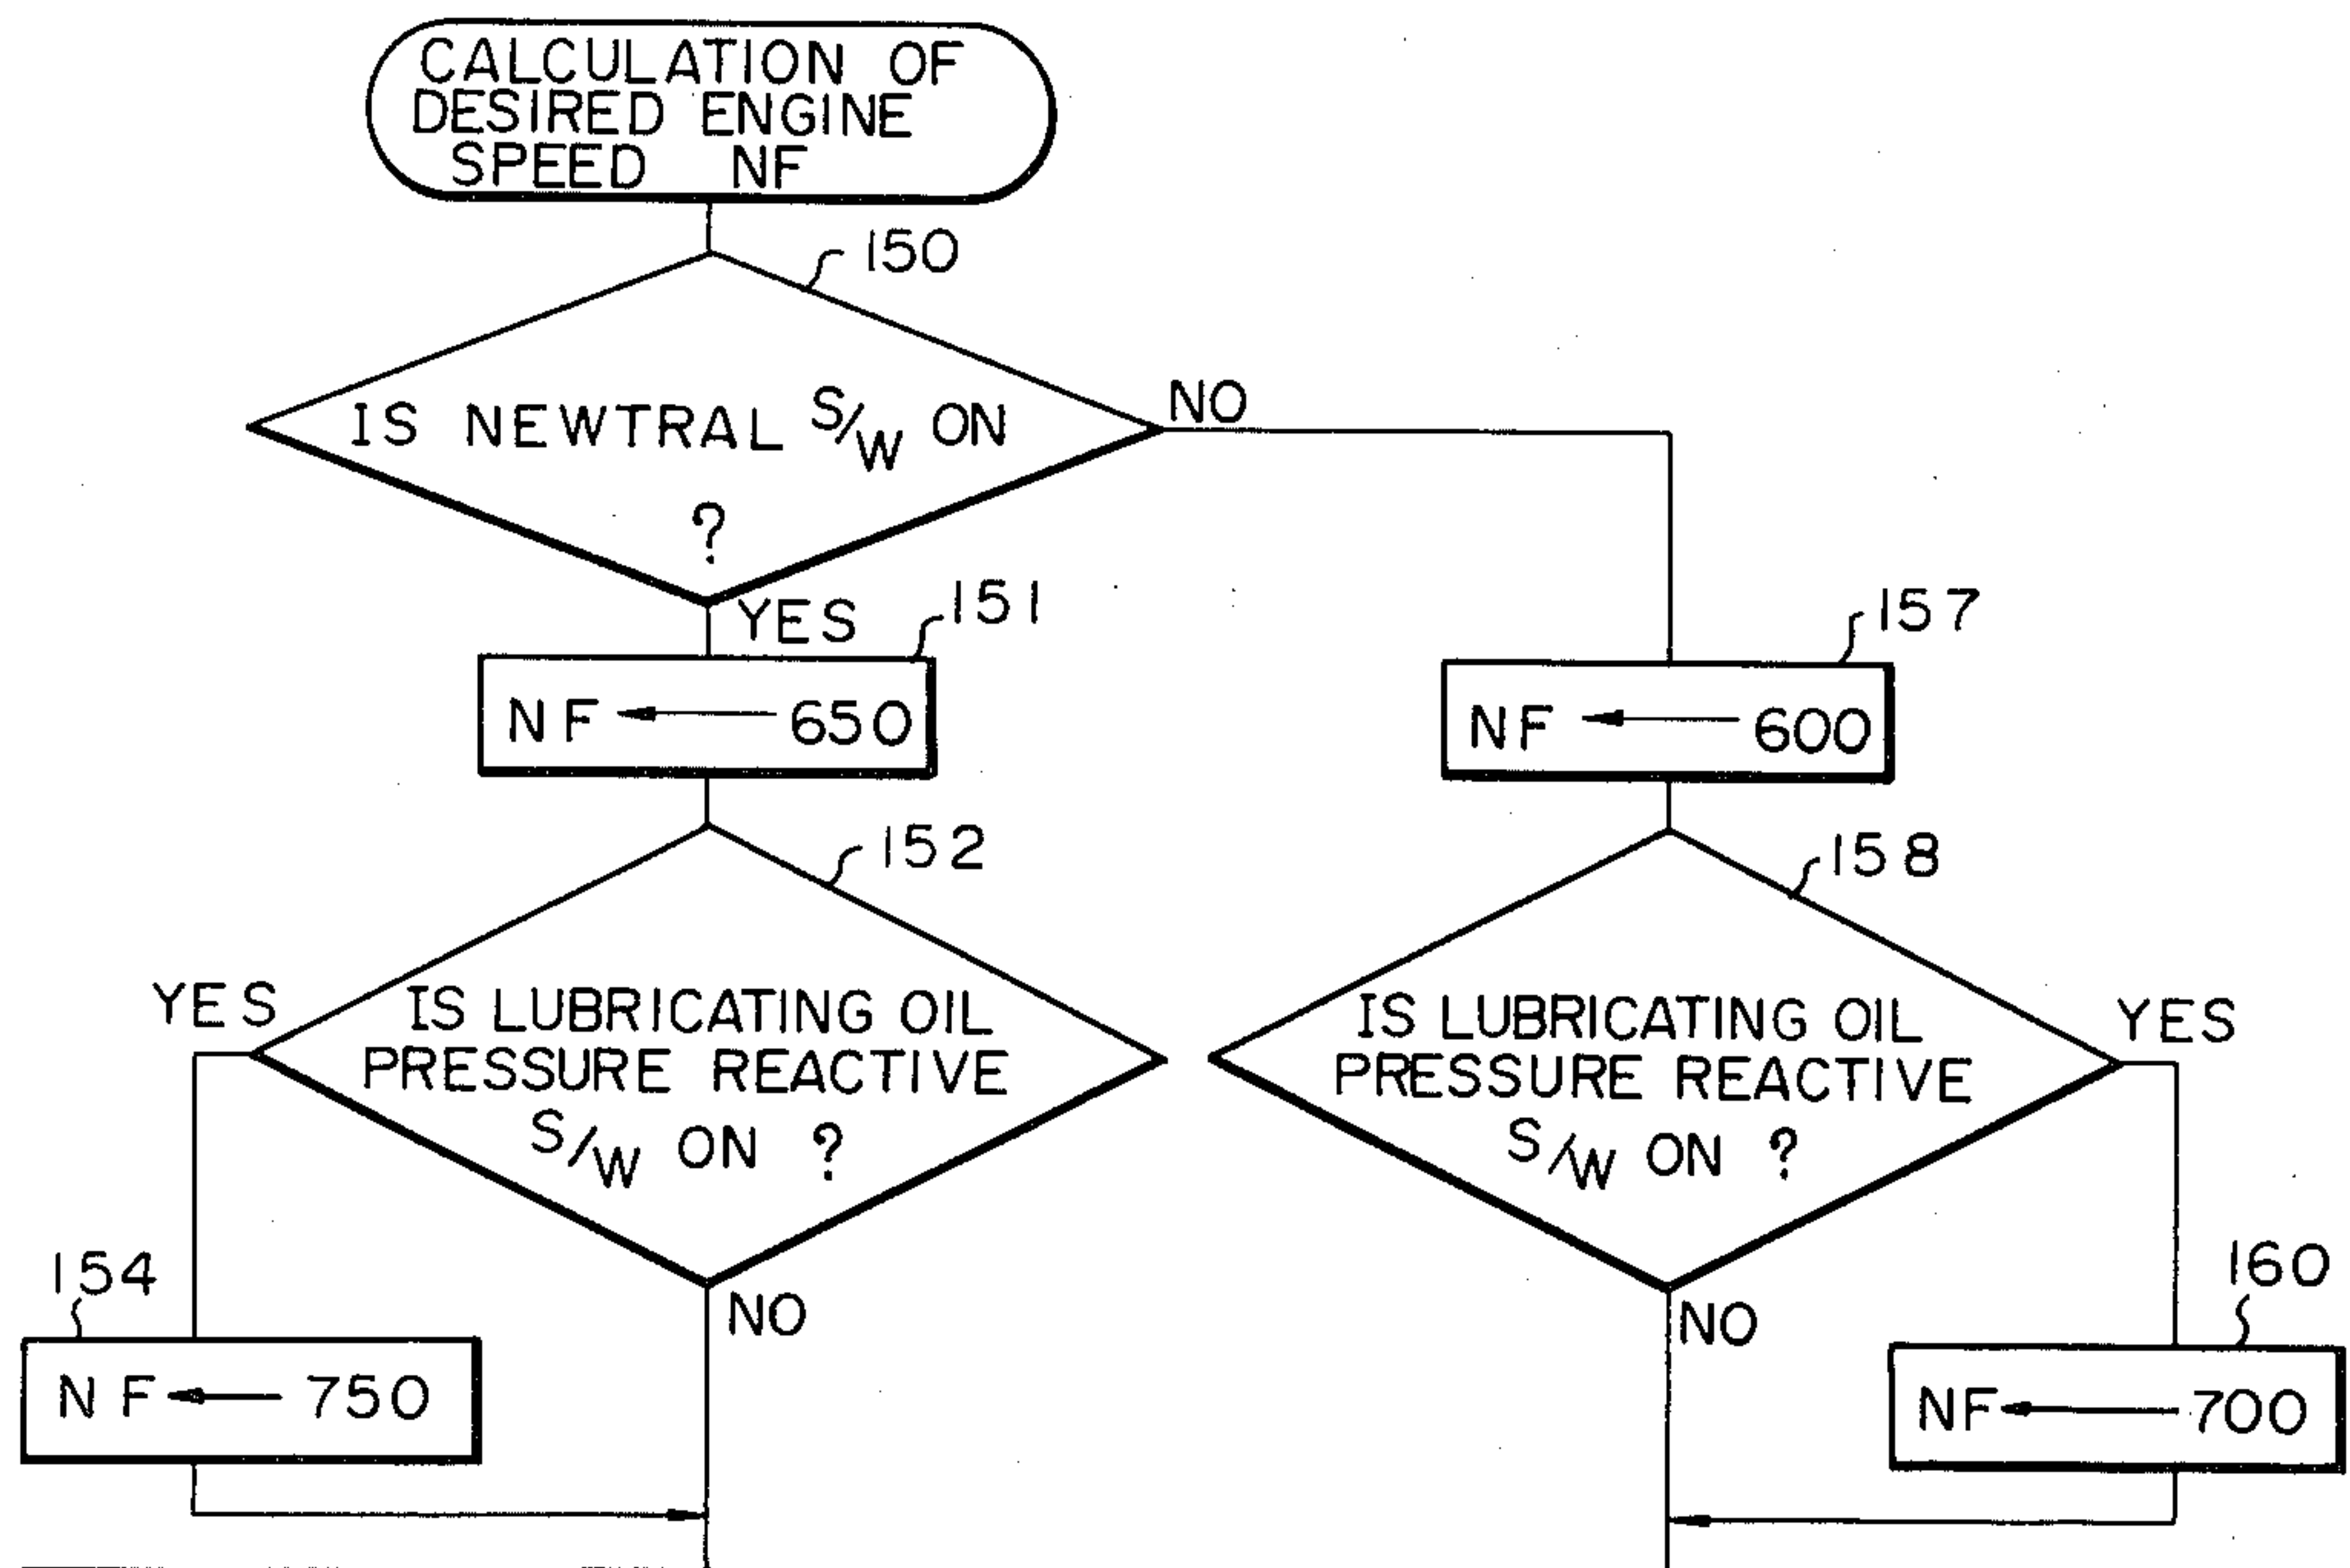 CALCULATION OF
DESIRED ENGINE
SPEED NF
150
IS NEWTRAL S/W ON
?
NO
YES
151
NF ← 650
157
NF ← 600
152
IS LUBRICATING OIL
PRESSURE REACTIVE
S/W ON ?
YES
NO
158
IS LUBRICATING OIL
PRESSURE REACTIVE
S/W ON ?
YES
NO
154
NF ← 750
160
NF ← 700